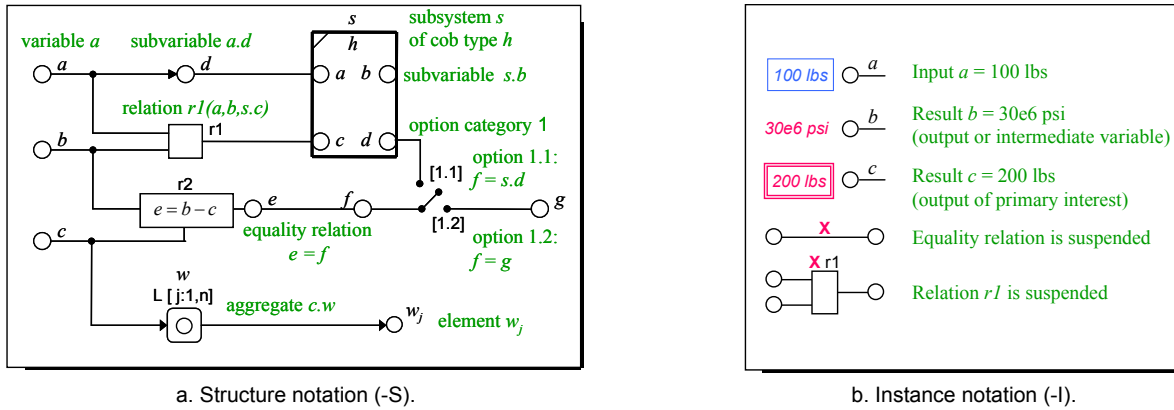 s
subsystem s
of cob type h
variable a
subvariable a.d
h
a
d
a
b
subvariable s.b
relation r1(a,b,s.c)
r1
option category 1
b
c
d
option 1.1:
f = s.d
[1.1]
r2
e = b – c
e
f
[1.2]
g
equality relation
e = f
option 1.2:
f = g
c
w
L [ j:1,n]
aggregate c.w
wj
element wj
a. Structure notation (-S).
100 lbs
a
Input a = 100 lbs
30e6 psi
b
Result b = 30e6 psi
(output or intermediate variable)
200 lbs
c
Result c = 200 lbs
(output of primary interest)
X
Equality relation is suspended
X r1
Relation r1 is suspended
b. Instance notation (-I).